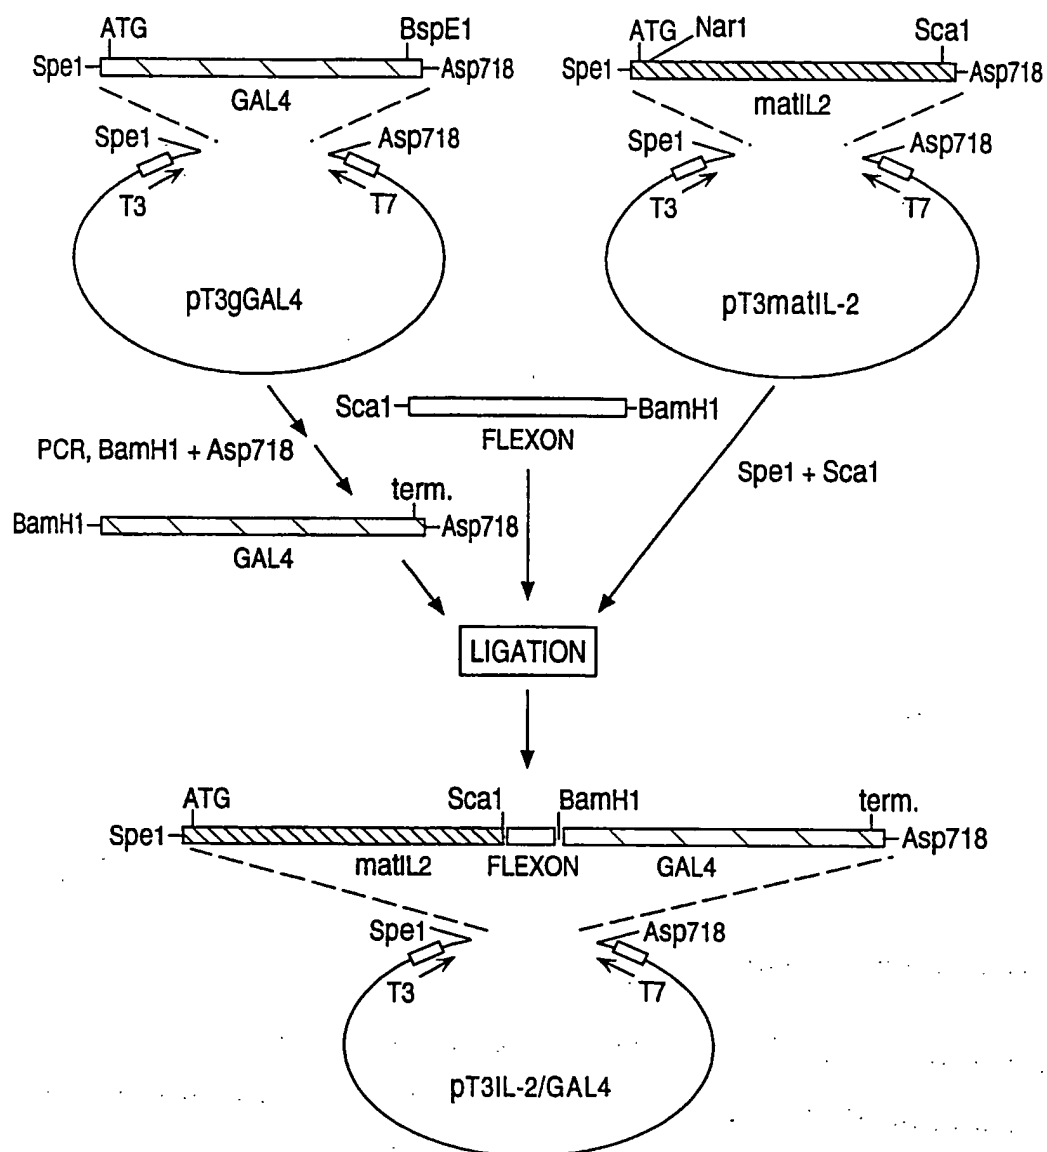 ATG BspE1
Spe1 Asp718
GAL4
Spe1 Asp718
T3 T7
pT3gGAL4
ATG Nar1 Sca1
Spe1 Asp718
matIL2
Spe1 Asp718
T3 T7
pT3matIL-2
Sca1 BamH1
FLEXON
PCR, BamH1 + Asp718
Spe1 + Sca1
term.
BamH1 Asp718
GAL4
LIGATION
ATG Sca1 BamH1 term.
Spe1 Asp718
matIL2 FLEXON GAL4
Spe1 Asp718
T3 T7
pT3IL-2/GAL4